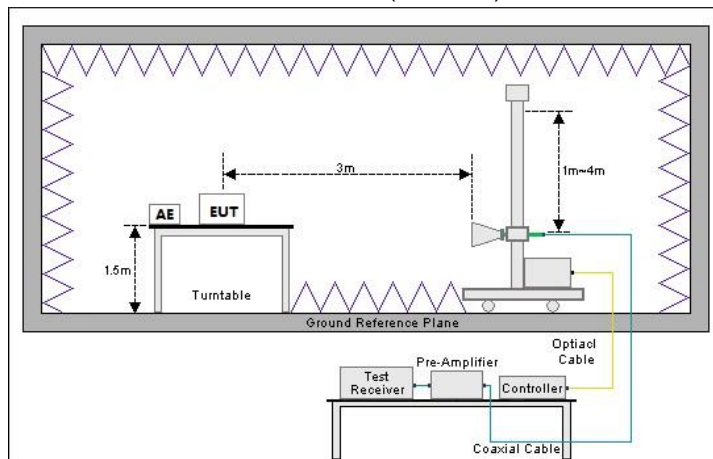 3m
1m~4m
AE
EUT
1.5m
Turntable
Ground Reference Plane
Optiacl
Cable
Pre-Amplifier
Test
Receiver
Controller
Coaxial Cable